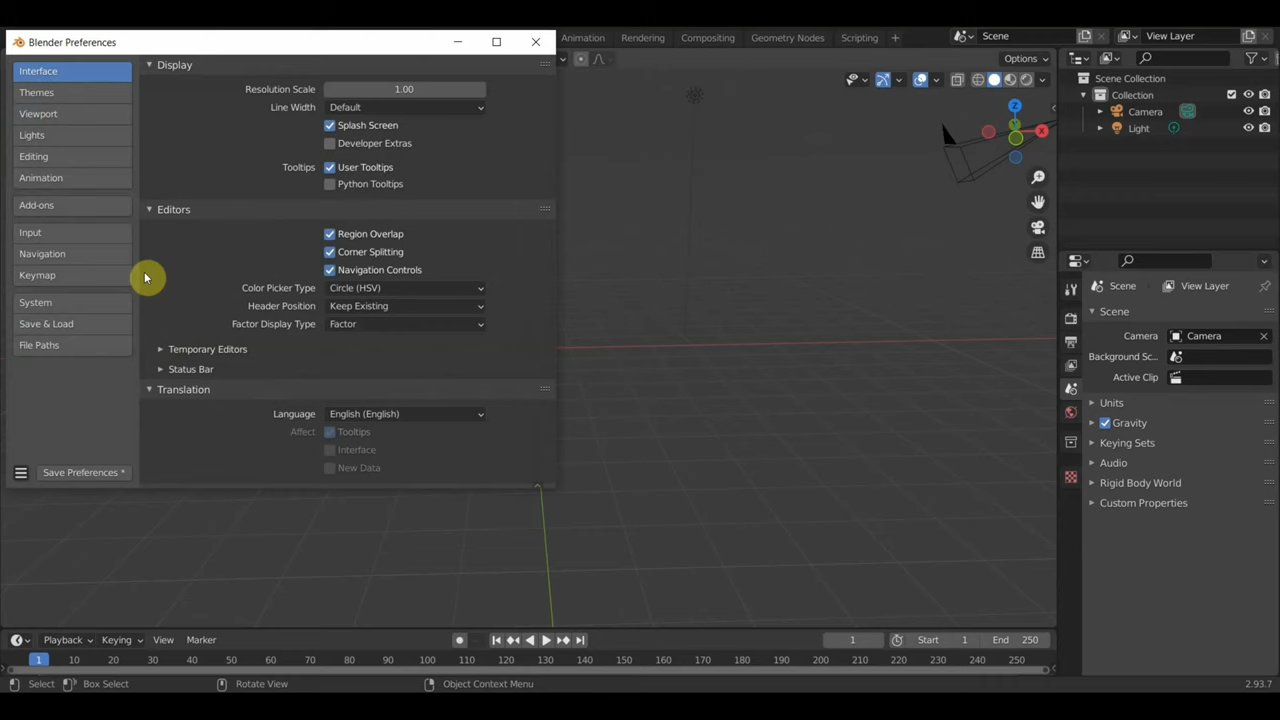 Blender Preferences
Interface
Themes
Viewport
Lights
Editing
Animation
Add-ons
Input
Navigation
Keymap
System
Save & Load
File Paths
Save Preferences *
Display
Resolution Scale 1.00
Line Width Default
Splash Screen
Developer Extras
Tooltips User Tooltips
Python Tooltips
Editors
Region Overlap
Corner Splitting
Navigation Controls
Color Picker Type Circle (HSV)
Header Position Keep Existing
Factor Display Type Factor
Temporary Editors
Status Bar
Translation
Language English (English)
Affect Tooltips
Interface
New Data
Animation Rendering Compositing Geometry Nodes Scripting + Scene View Layer
Options
Z
Y
X
Scene Collection
Collection
Camera
Light
Scene View Layer
Scene
Camera Camera
Background Sc...
Active Clip
Units
Gravity
Keying Sets
Audio
Rigid Body World
Custom Properties
Playback Keying View Marker 1 Start 1 End 250
1 10 20 30 40 50 60 70 80 90 100 110 120 130 140 150 160 170 180 190 200 210 220 230 240 250
Select Box Select Rotate View Object Context Menu 2.93.7